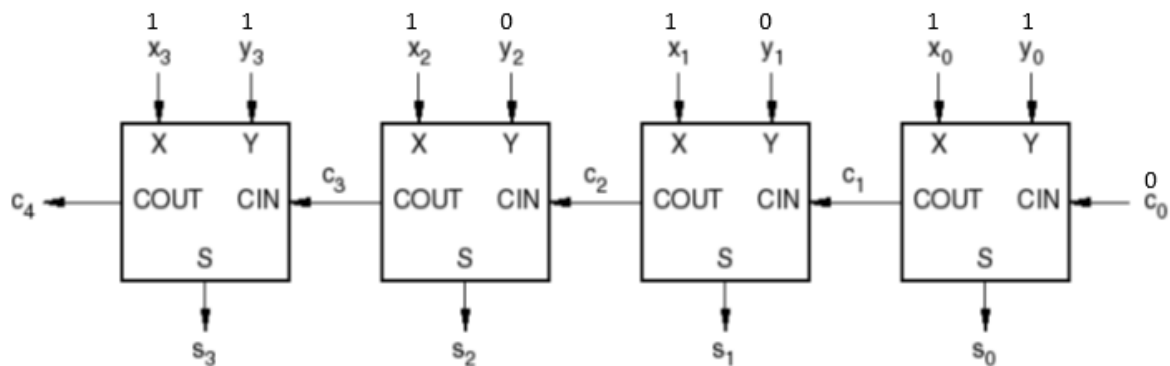 1 1 1 0 1 0 1 1
x₃ y₃ x₂ y₂ x₁ y₁ x₀ y₀
X Y X Y X Y X Y
c₃ c₂ c₁ 0
c₄ COUT CIN COUT CIN COUT CIN COUT CIN c₀
S S S S
s₃ s₂ s₁ s₀